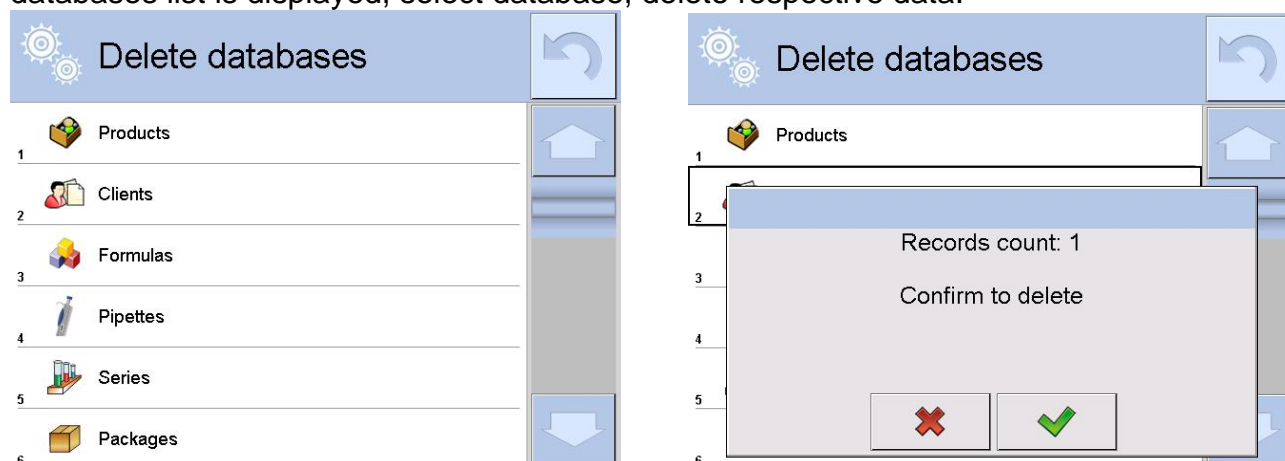 databases list is displayed, select database, delete respective data.
Delete databases
Products
1
Clients
2
Formulas
3
Pipettes
4
Series
5
Packages
6
Delete databases
Products
1
2
Records count: 1
3
Confirm to delete
4
5
6